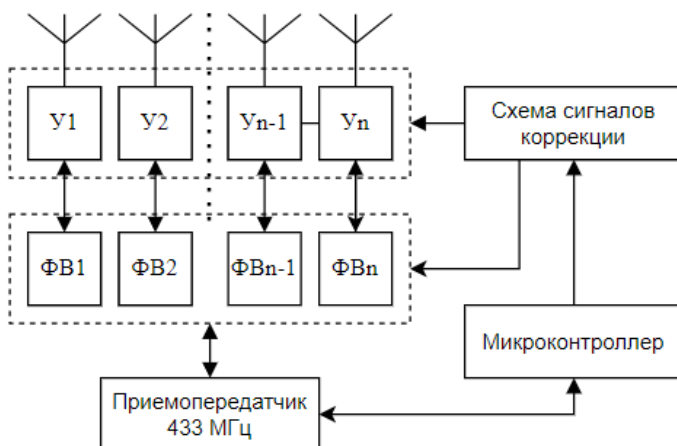 У1
У2
Уn-1
Уn
Схема сигналов
коррекции
ФВ1
ФВ2
ФВn-1
ФВn
Микроконтроллер
Приемопередатчик
433 МГц